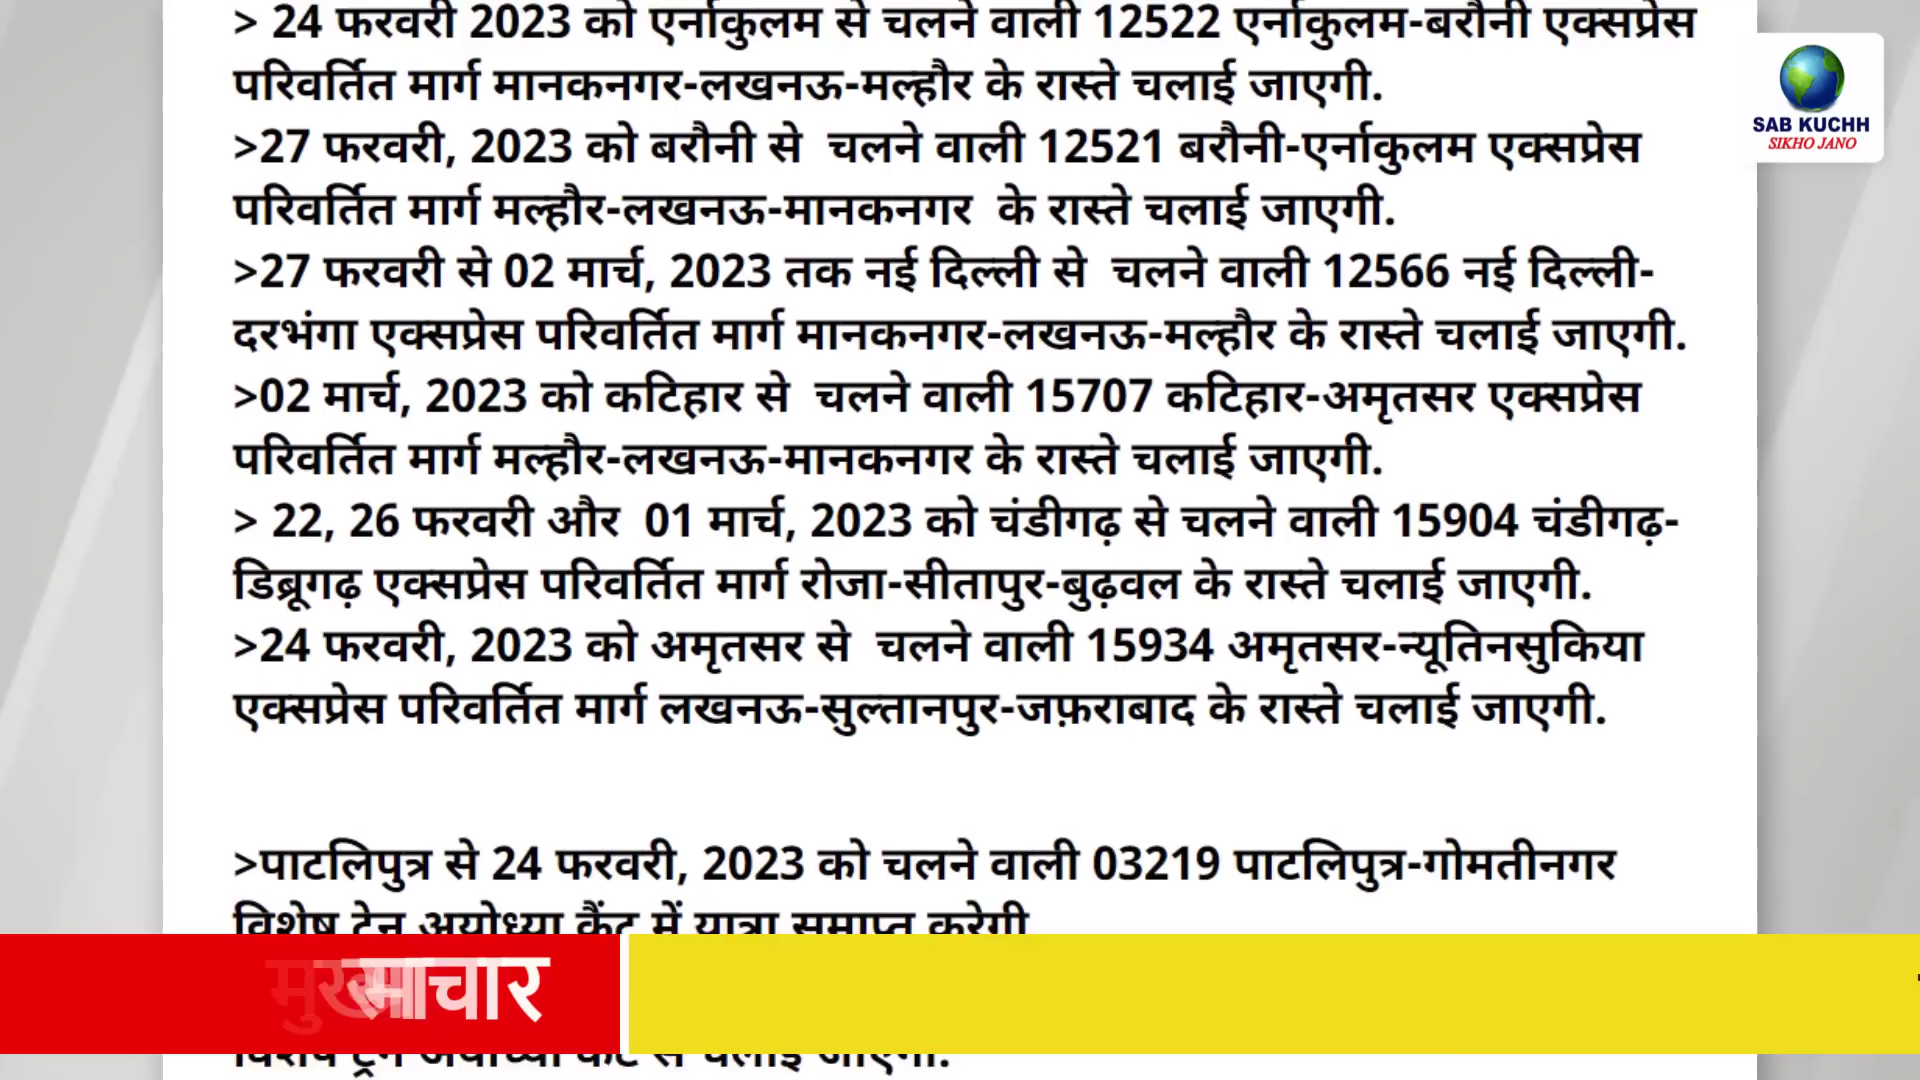 > 24 फरवरी 2023 को एर्नाकुलम से चलने वाली 12522 एर्नाकुलम-बरौनी एक्सप्रेस
परिवर्तित मार्ग मानकनगर-लखनऊ-मल्हौर के रास्ते चलाई जाएगी.
>27 फरवरी, 2023 को बरौनी से चलने वाली 12521 बरौनी-एर्नाकुलम एक्सप्रेस
परिवर्तित मार्ग मल्हौर-लखनऊ-मानकनगर के रास्ते चलाई जाएगी.
>27 फरवरी से 02 मार्च, 2023 तक नई दिल्ली से चलने वाली 12566 नई दिल्ली-
दरभंगा एक्सप्रेस परिवर्तित मार्ग मानकनगर-लखनऊ-मल्हौर के रास्ते चलाई जाएगी.
>02 मार्च, 2023 को कटिहार से चलने वाली 15707 कटिहार-अमृतसर एक्सप्रेस
परिवर्तित मार्ग मल्हौर-लखनऊ-मानकनगर के रास्ते चलाई जाएगी.
> 22, 26 फरवरी और 01 मार्च, 2023 को चंडीगढ़ से चलने वाली 15904 चंडीगढ़-
डिब्रूगढ़ एक्सप्रेस परिवर्तित मार्ग रोजा-सीतापुर-बुढ़वल के रास्ते चलाई जाएगी.
>24 फरवरी, 2023 को अमृतसर से चलने वाली 15934 अमृतसर-न्यूतिनसुकिया
एक्सप्रेस परिवर्तित मार्ग लखनऊ-सुल्तानपुर-जफ़राबाद के रास्ते चलाई जाएगी.
>पाटलिपुत्र से 24 फरवरी, 2023 को चलने वाली 03219 पाटलिपुत्र-गोमतीनगर
विशेष ट्रेन अयोध्या कैंट में यात्रा समाप्त करेगी
विशेष ट्रेन अयोध्या कैंट से चलाई जाएगी.
SAB KUCHH
SIKHO JANO